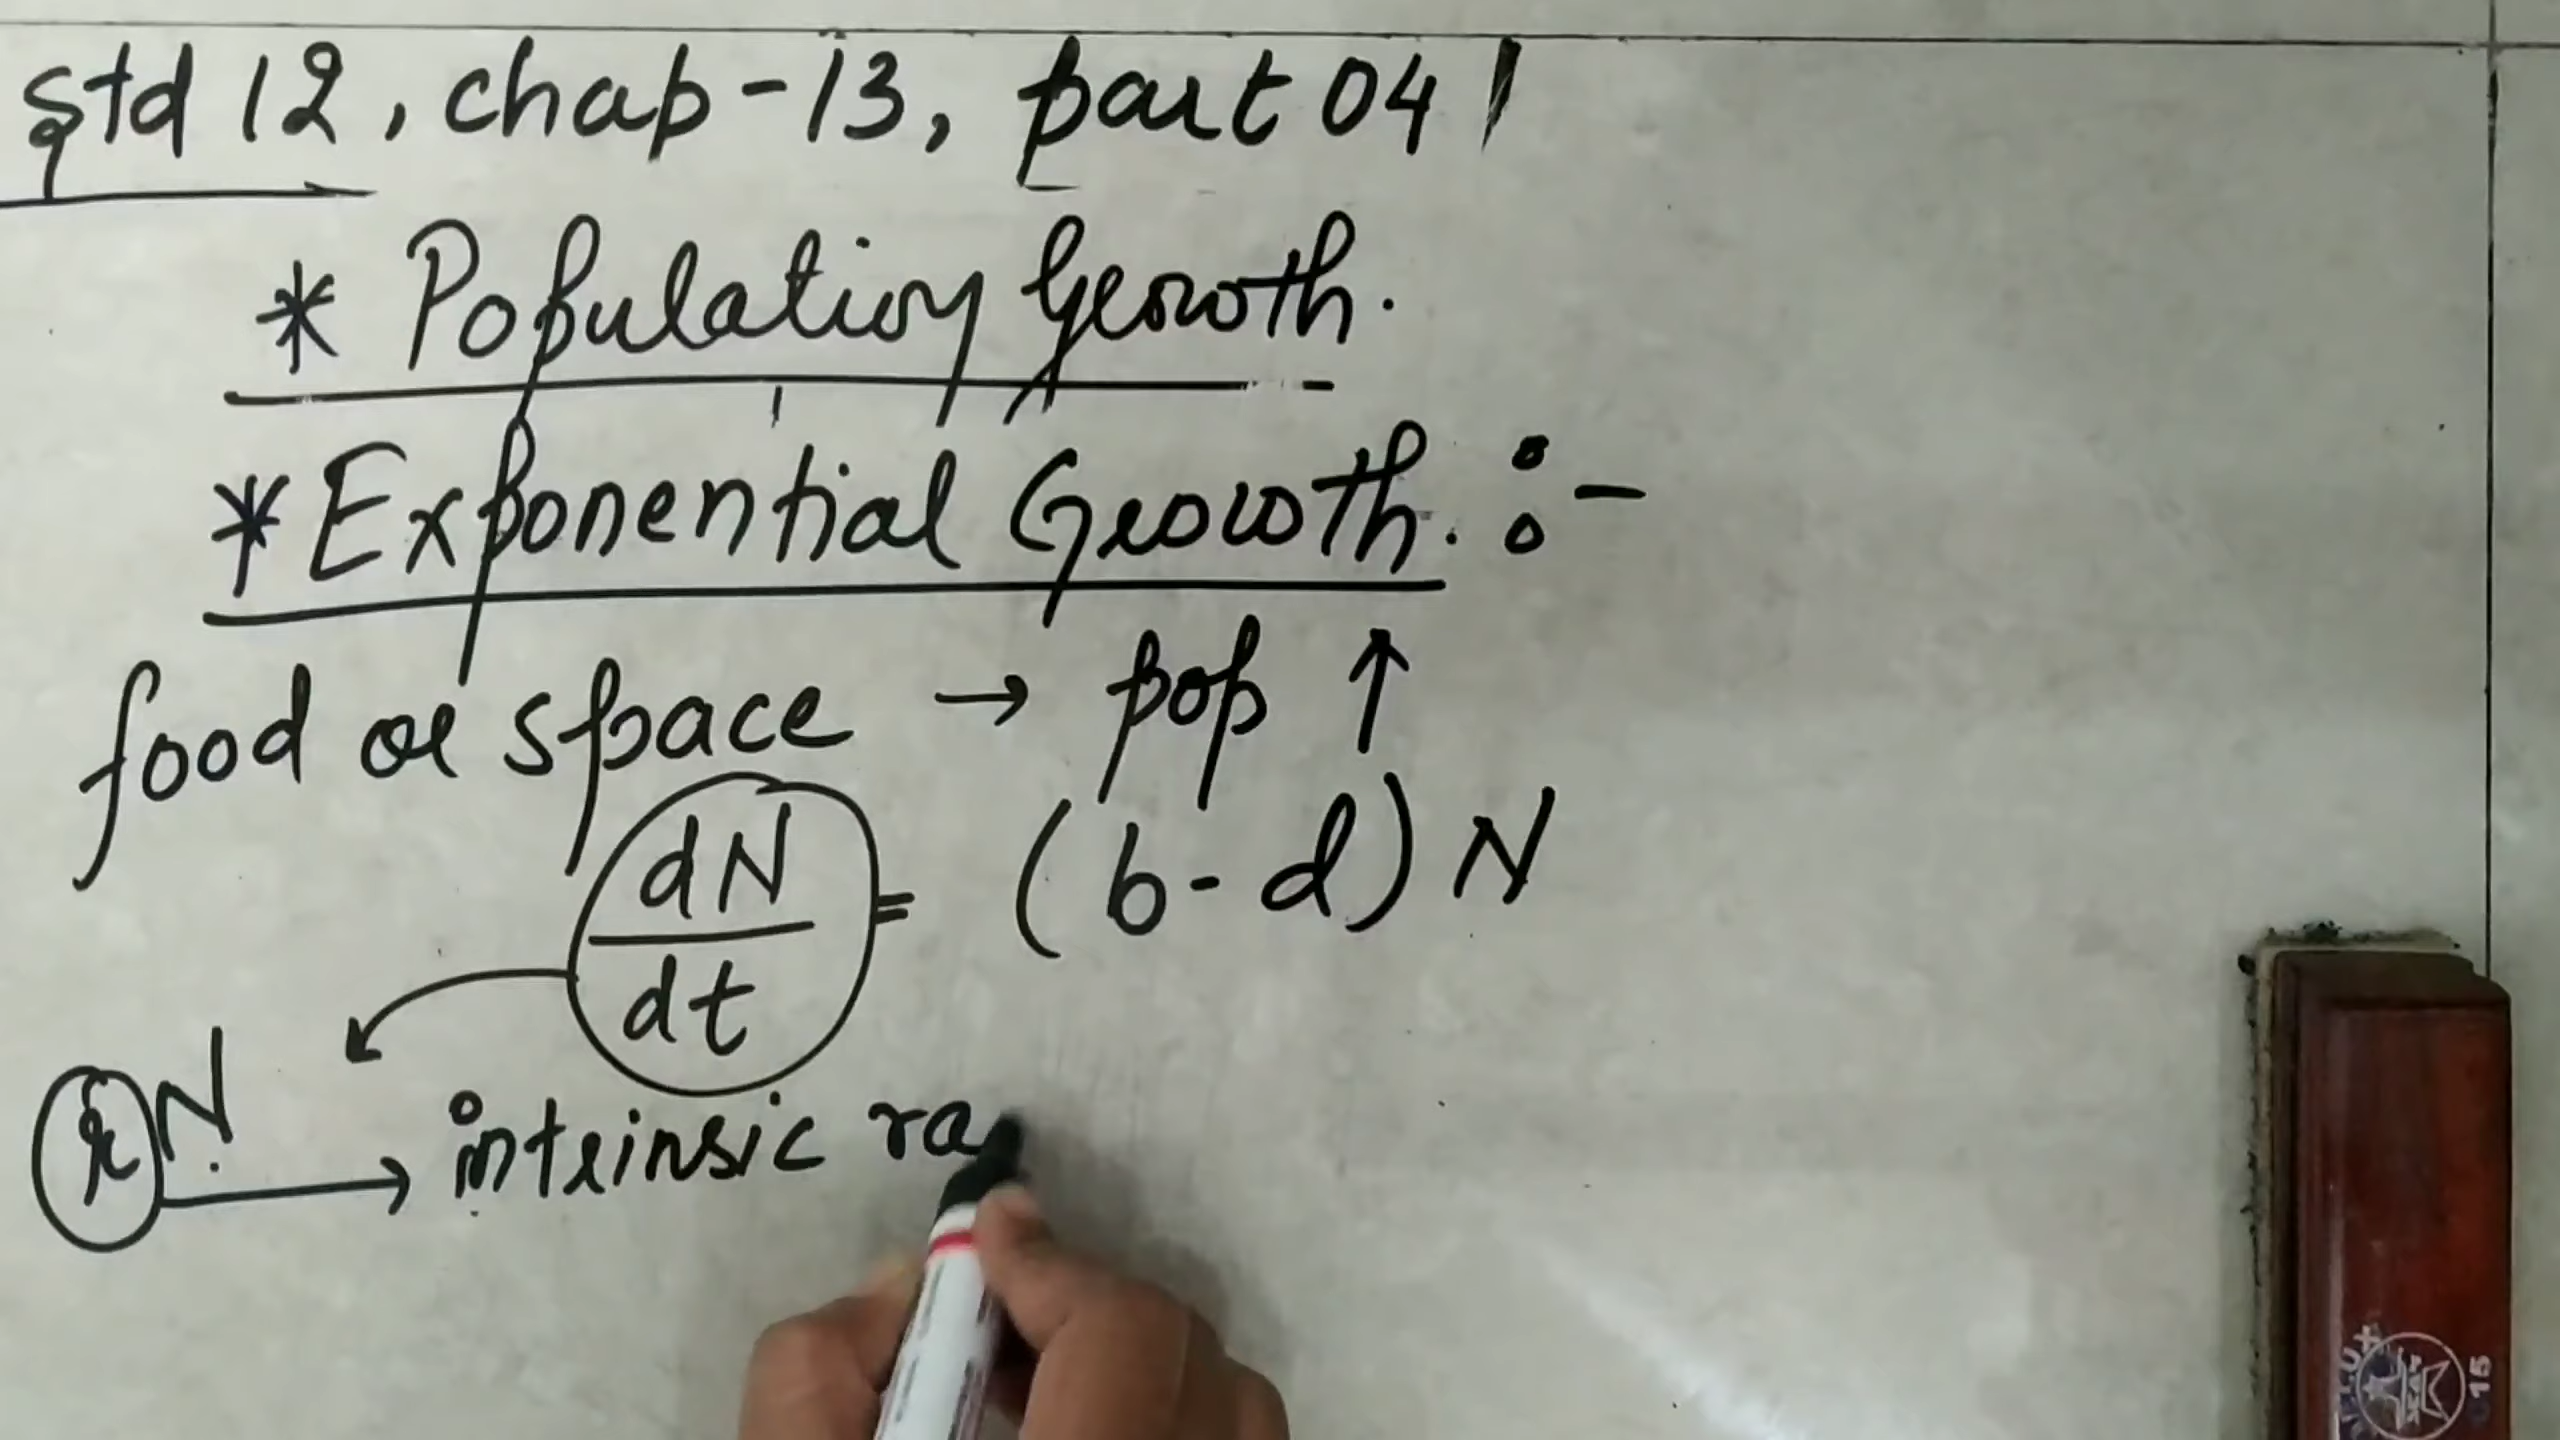 std 12, chap-13, part 04
* Population Growth.
* Exponential Growth. :-
food or space → pop ↑
dN/dt = (b-d) N
rN → intrinsic ra